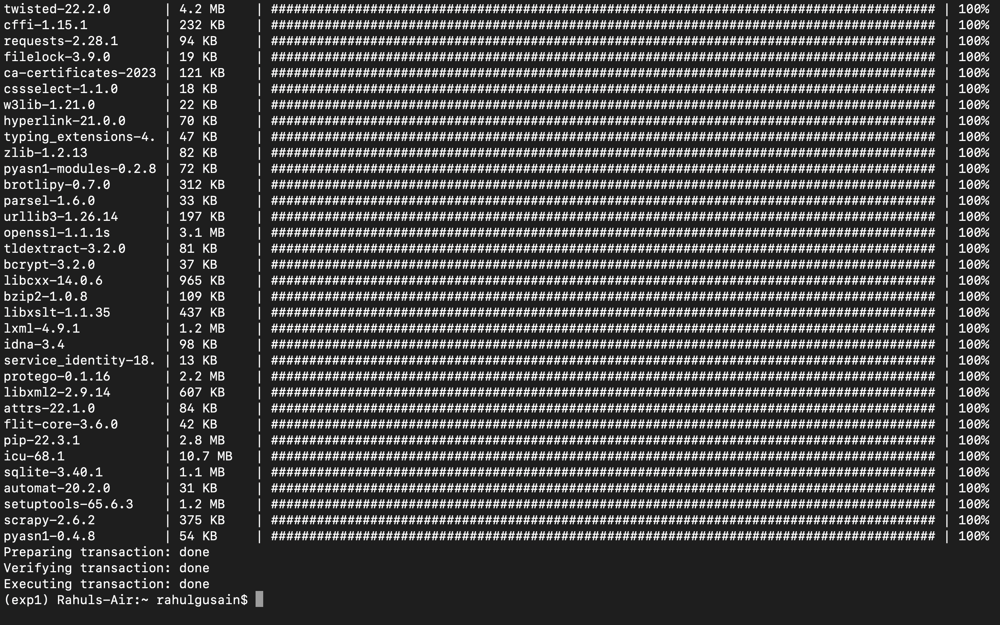 twisted-22.2.0       | 4.2 MB    | ####################################################################################### | 100%
cffi-1.15.1          | 232 KB    | ####################################################################################### | 100%
requests-2.28.1      | 94 KB     | ####################################################################################### | 100%
filelock-3.9.0       | 19 KB     | ####################################################################################### | 100%
ca-certificates-2023 | 121 KB    | ####################################################################################### | 100%
cssselect-1.1.0      | 18 KB     | ####################################################################################### | 100%
w3lib-1.21.0         | 22 KB     | ####################################################################################### | 100%
hyperlink-21.0.0     | 70 KB     | ####################################################################################### | 100%
typing_extensions-4. | 47 KB     | ####################################################################################### | 100%
zlib-1.2.13          | 82 KB     | ####################################################################################### | 100%
pyasn1-modules-0.2.8 | 72 KB     | ####################################################################################### | 100%
brotlipy-0.7.0       | 312 KB    | ####################################################################################### | 100%
parsel-1.6.0         | 33 KB     | ####################################################################################### | 100%
urllib3-1.26.14      | 197 KB    | ####################################################################################### | 100%
openssl-1.1.1s       | 3.1 MB    | ####################################################################################### | 100%
tldextract-3.2.0     | 81 KB     | ####################################################################################### | 100%
bcrypt-3.2.0         | 37 KB     | ####################################################################################### | 100%
libcxx-14.0.6        | 965 KB    | ####################################################################################### | 100%
bzip2-1.0.8          | 109 KB    | ####################################################################################### | 100%
libxslt-1.1.35       | 437 KB    | ####################################################################################### | 100%
lxml-4.9.1           | 1.2 MB    | ####################################################################################### | 100%
idna-3.4             | 98 KB     | ####################################################################################### | 100%
service_identity-18. | 13 KB     | ####################################################################################### | 100%
protego-0.1.16       | 2.2 MB    | ####################################################################################### | 100%
libxml2-2.9.14       | 607 KB    | ####################################################################################### | 100%
attrs-22.1.0         | 84 KB     | ####################################################################################### | 100%
flit-core-3.6.0      | 42 KB     | ####################################################################################### | 100%
pip-22.3.1           | 2.8 MB    | ####################################################################################### | 100%
icu-68.1             | 10.7 MB   | ####################################################################################### | 100%
sqlite-3.40.1        | 1.1 MB    | ####################################################################################### | 100%
automat-20.2.0       | 31 KB     | ####################################################################################### | 100%
setuptools-65.6.3    | 1.2 MB    | ####################################################################################### | 100%
scrapy-2.6.2         | 375 KB    | ####################################################################################### | 100%
pyasn1-0.4.8         | 54 KB     | ####################################################################################### | 100%
Preparing transaction: done
Verifying transaction: done
Executing transaction: done
(exp1) Rahuls-Air:~ rahulgusain$